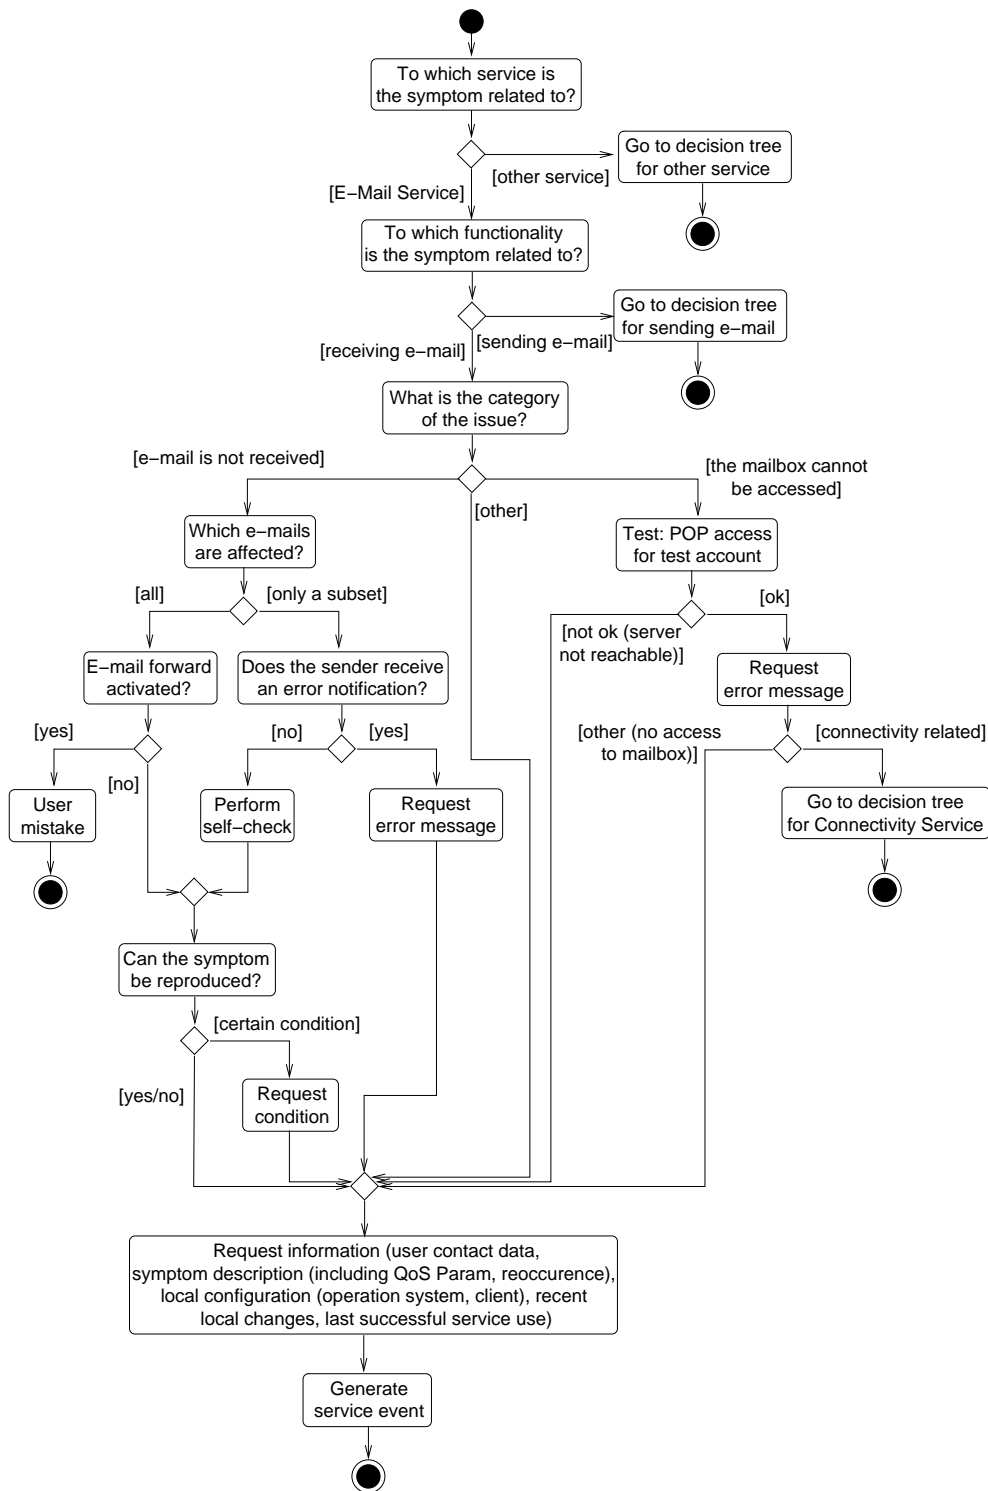 To which service is
the symptom related to?
Go to decision tree
for other service
[other service]
[E−Mail Service]
To which functionality
is the symptom related to?
Go to decision tree
for sending e−mail
[receiving e−mail]
[sending e−mail]
What is the category
of the issue?
[e−mail is not received]
[the mailbox cannot
be accessed]
[other]
Which e−mails
are affected?
Test: POP access
for test account
[all]
[only a subset]
[ok]
[not ok (server
not reachable)]
E−mail forward
activated?
Does the sender receive
an error notification?
Request
error message
[yes]
[no]
[no]
[yes]
[other (no access
to mailbox)]
[connectivity related]
User
mistake
Perform
self−check
Request
error message
Go to decision tree
for Connectivity Service
Can the symptom
be reproduced?
[certain condition]
[yes/no]
Request
condition
Request information (user contact data,
symptom description (including QoS Param, reoccurence),
local configuration (operation system, client), recent
local changes, last successful service use)
Generate
service event